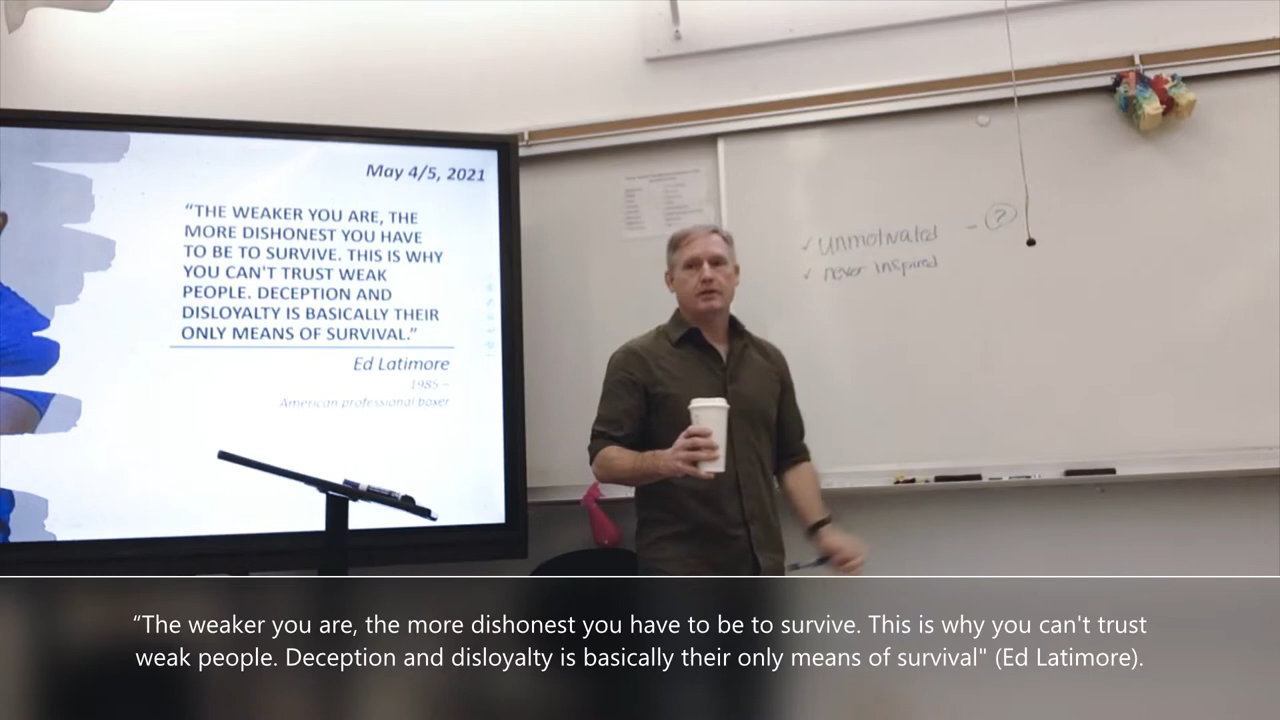 May 4/5, 2021
“THE WEAKER YOU ARE, THE
MORE DISHONEST YOU HAVE
TO BE TO SURVIVE. THIS IS WHY
YOU CAN'T TRUST WEAK
PEOPLE. DECEPTION AND
DISLOYALTY IS BASICALLY THEIR
ONLY MEANS OF SURVIVAL.”
Ed Latimore
1985 –
American professional boxer
✓ unmotivated – ?
✓ never inspired
“The weaker you are, the more dishonest you have to be to survive. This is why you can't trust
weak people. Deception and disloyalty is basically their only means of survival" (Ed Latimore).